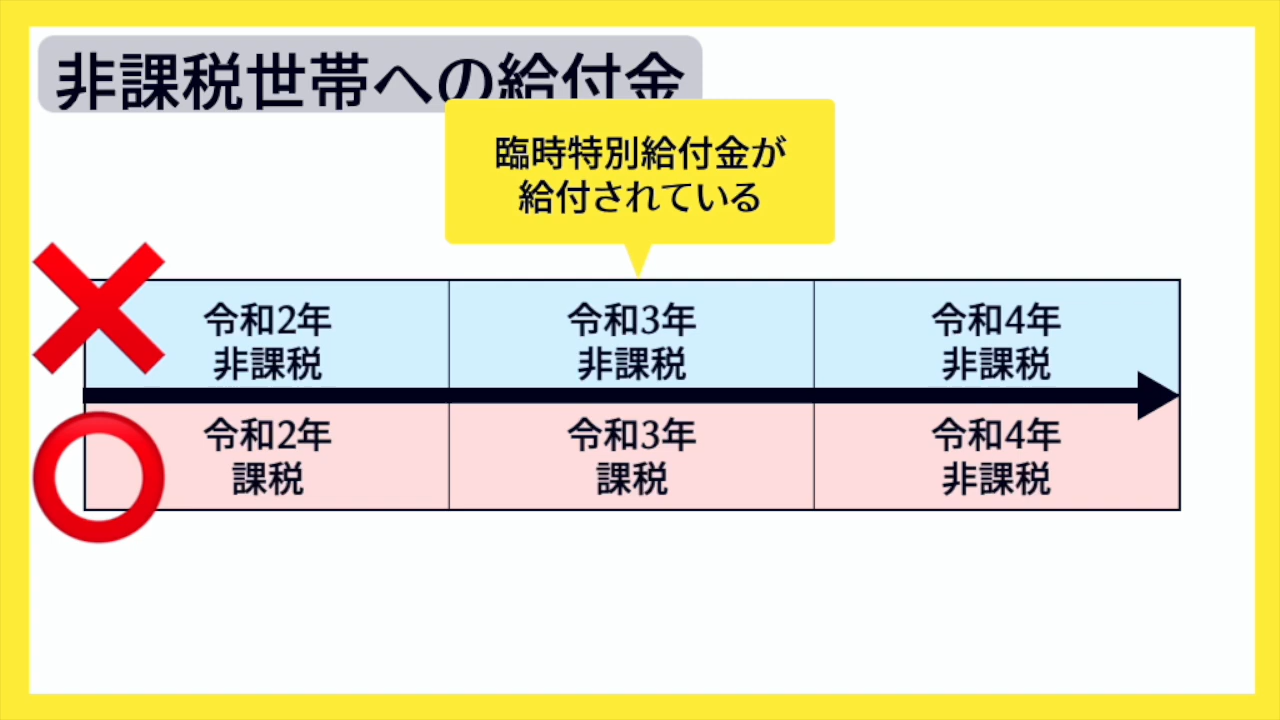 非課税世帯への給付金
臨時特別給付金が
給付されている
令和2年
非課税
令和3年
非課税
令和4年
非課税
令和2年
課税
令和3年
課税
令和4年
非課税